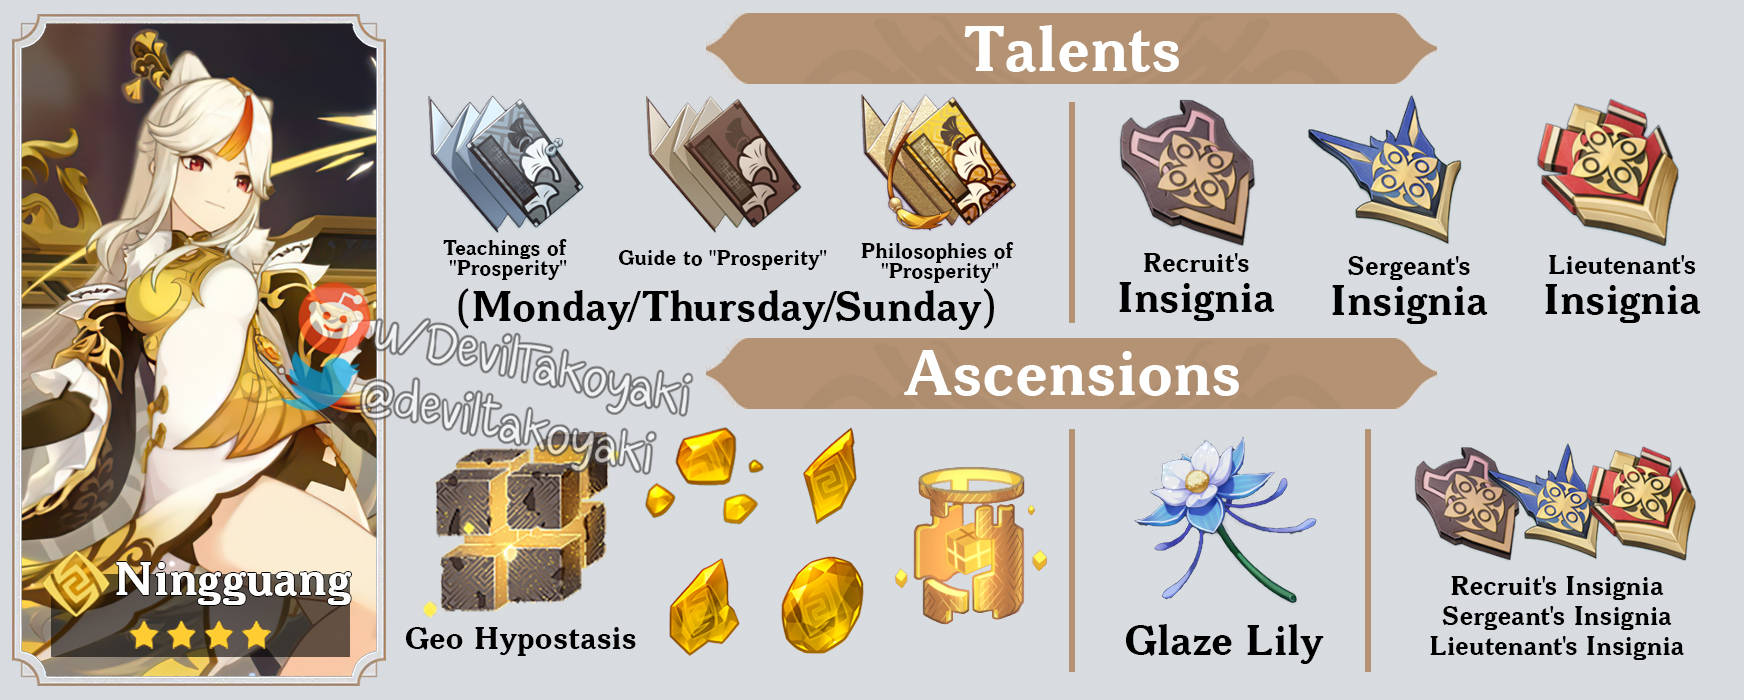 Talents
Teachings of
"Prosperity"
Guide to "Prosperity"
Philosophies of
"Prosperity"
(Monday/Thursday/Sunday)
Recruit's
Insignia
Sergeant's
Insignia
Lieutenant's
Insignia
u/DevilTakoyaki
@deviltakoyaki
Ascensions
Ningguang
Geo Hypostasis
Glaze Lily
Recruit's Insignia
Sergeant's Insignia
Lieutenant's Insignia